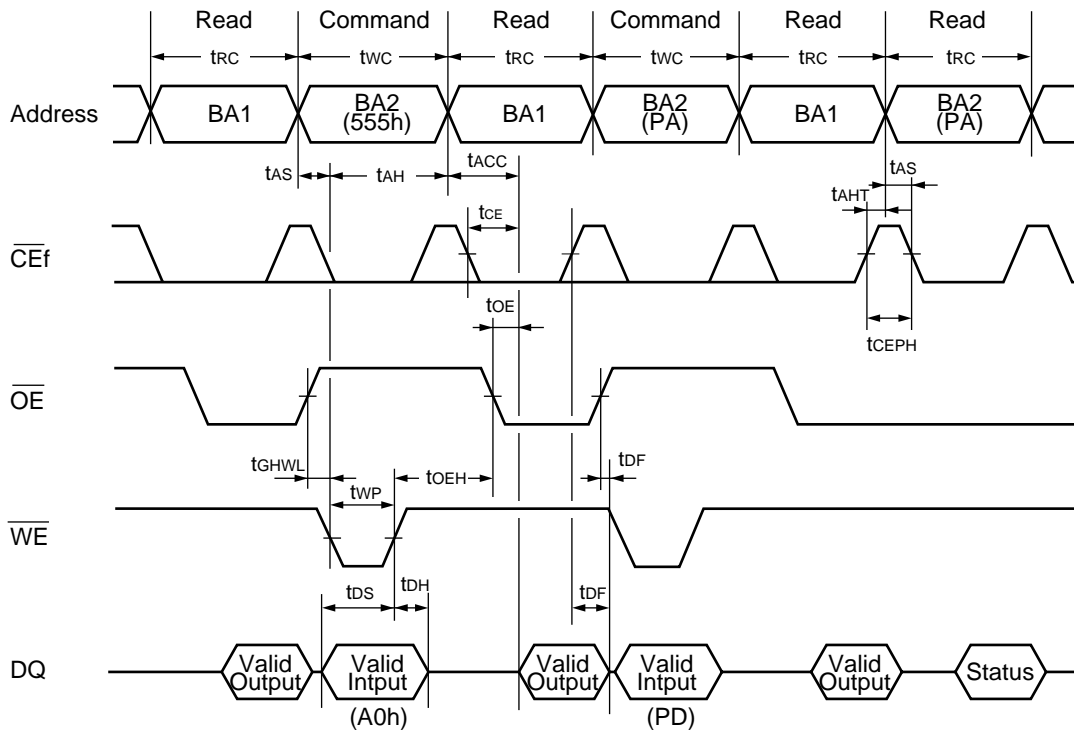 Read Command Read Command Read Read
tRC tWC tRC tWC tRC tRC
Address BA1 BA2 (555h) BA1 BA2 (PA) BA1 BA2 (PA)
tAS tAH tACC tAS
tAHT
tCE
CEf
tOE
tCEPH
OE
tGHWL tWP tOEH tDF
WE
tDS tDH tDF
DQ Valid Output Valid Intput Valid Output Valid Intput Valid Output Status
(A0h) (PD)